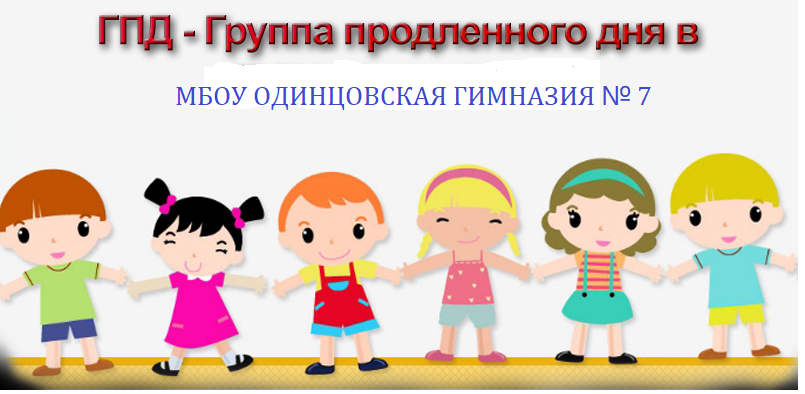 ГПД - Группа продленного дня в
МБОУ ОДИНЦОВСКАЯ ГИМНАЗИЯ № 7